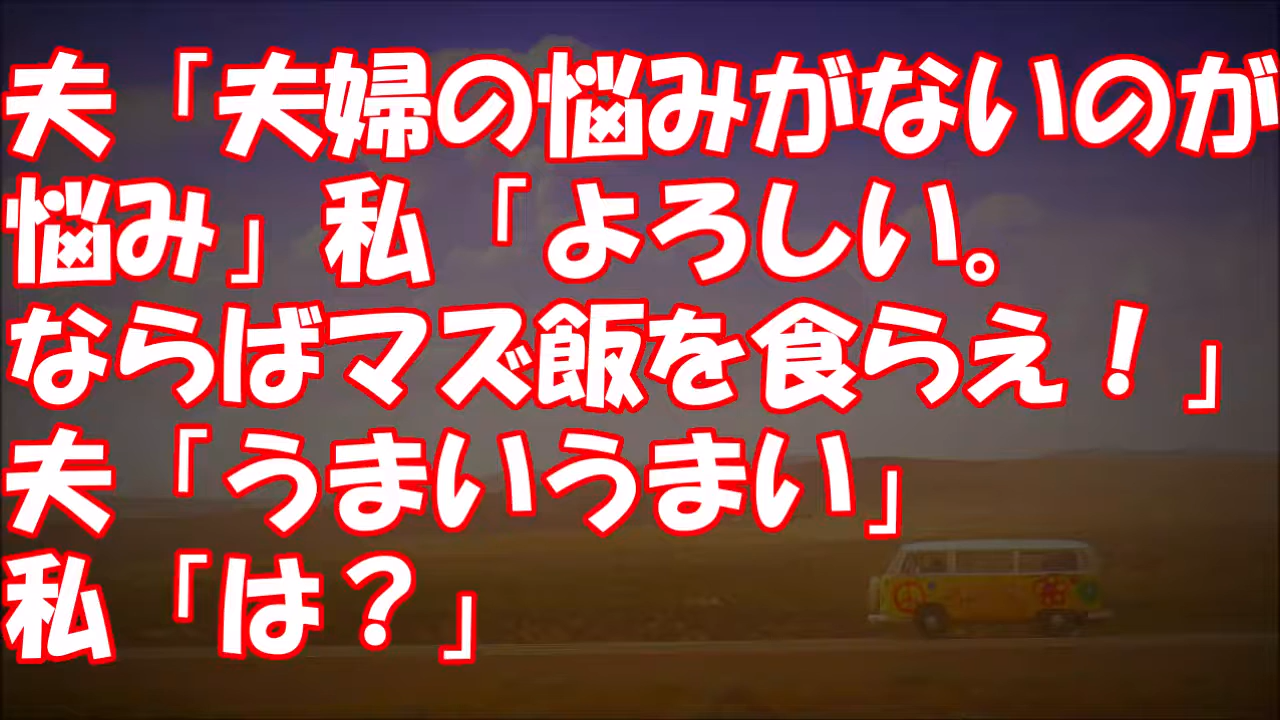 夫「夫婦の悩みがないのが
悩み」私「よろしい。
ならばマズ飯を食らえ！」
夫「うまいうまい」
私「は？」